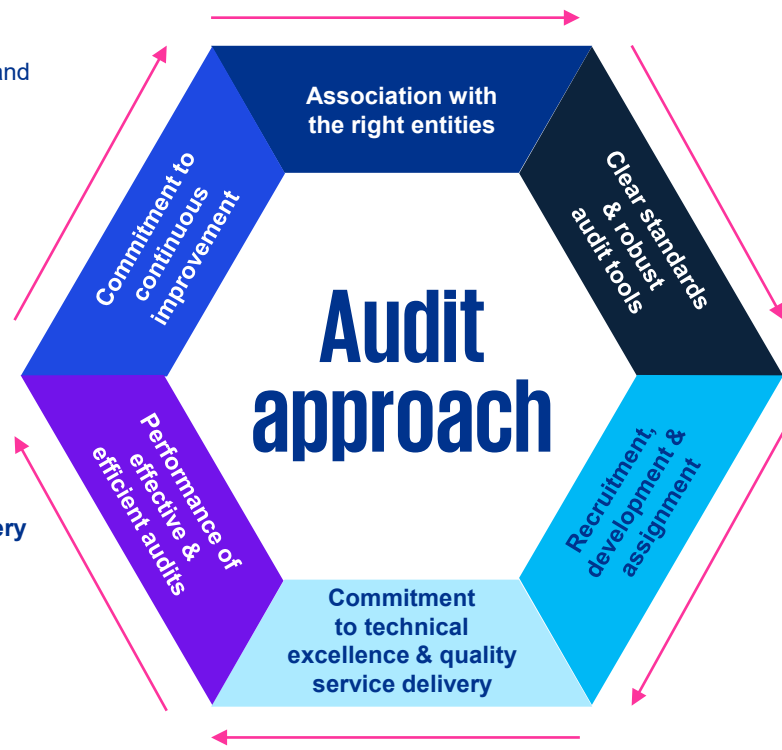 and
Association with
the right entities
Clear standards
& robust
audit tools
Recruitment,
development &
assignment
Commitment
to technical
excellence & quality
service delivery
Performance of
effective &
efficient audits
Commitment to
continuous
improvement
Audit
approach
ery